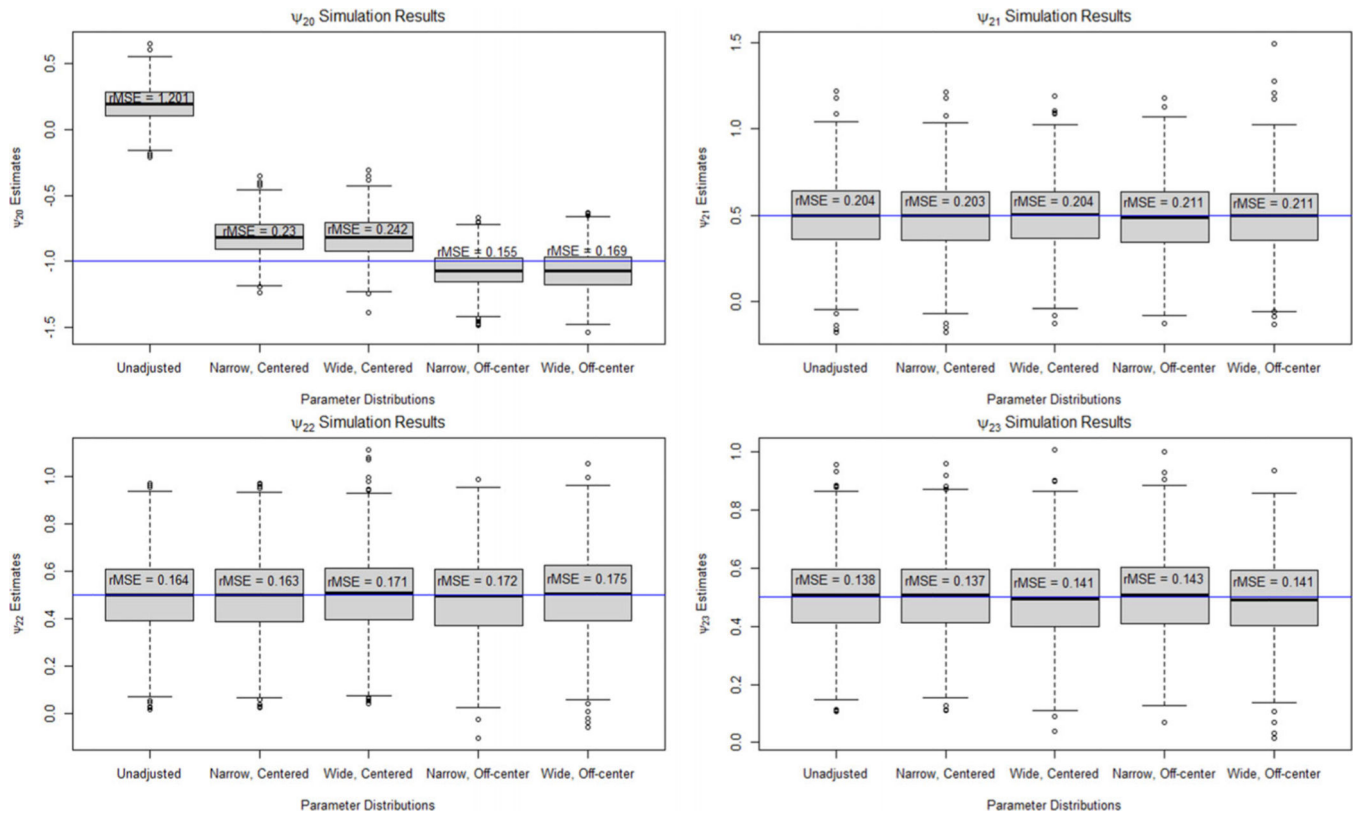 ψ20 Simulation Results
ψ20 Estimates
0.5
0.0
-0.5
-1.0
-1.5
rMSE = 1.201
rMSE = 0.23
rMSE = 0.242
rMSE = 0.155
rMSE = 0.169
Unadjusted Narrow, Centered Wide, Centered Narrow, Off-center Wide, Off-center
Parameter Distributions
ψ21 Simulation Results
ψ21 Estimates
1.5
1.0
0.5
0.0
rMSE = 0.204
rMSE = 0.203
rMSE = 0.204
rMSE = 0.211
rMSE = 0.211
Unadjusted Narrow, Centered Wide, Centered Narrow, Off-center Wide, Off-center
Parameter Distributions
ψ22 Simulation Results
ψ22 Estimates
1.0
0.8
0.6
0.4
0.2
0.0
rMSE = 0.164
rMSE = 0.163
rMSE = 0.171
rMSE = 0.172
rMSE = 0.175
Unadjusted Narrow, Centered Wide, Centered Narrow, Off-center Wide, Off-center
Parameter Distributions
ψ23 Simulation Results
ψ23 Estimates
1.0
0.8
0.6
0.4
0.2
0.0
rMSE = 0.138
rMSE = 0.137
rMSE = 0.141
rMSE = 0.143
rMSE = 0.141
Unadjusted Narrow, Centered Wide, Centered Narrow, Off-center Wide, Off-center
Parameter Distributions